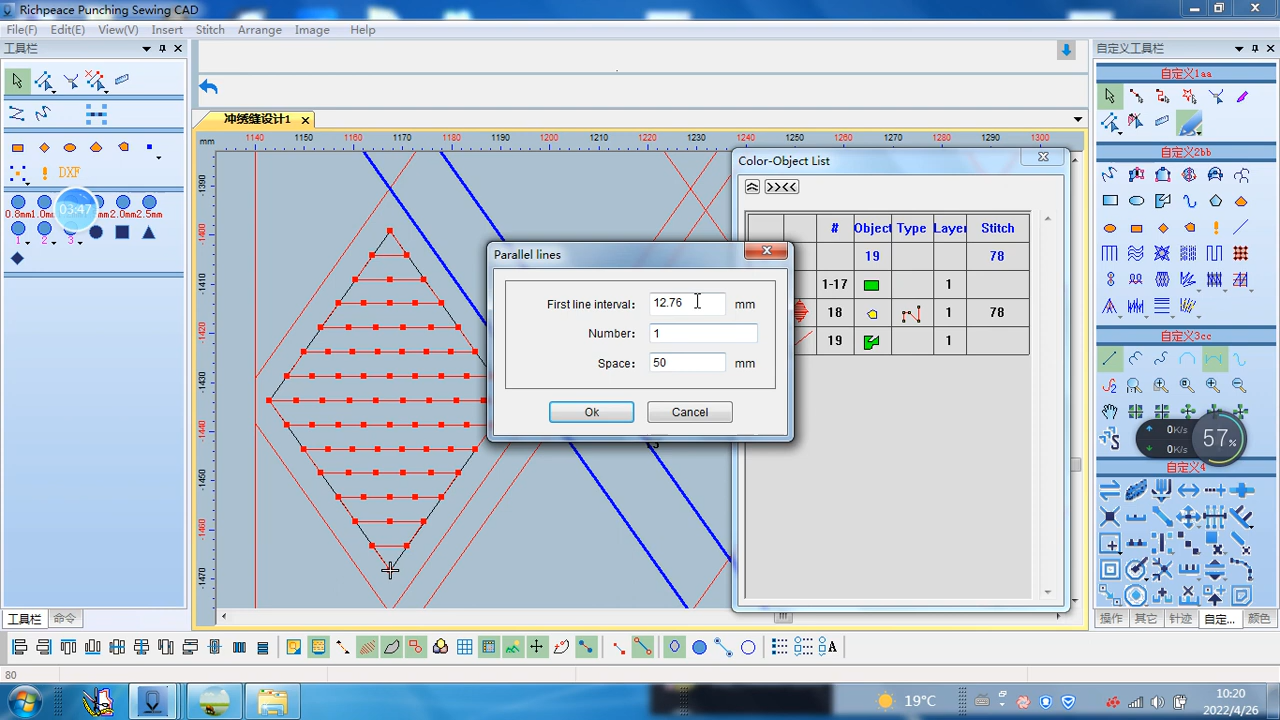 Richpeace Punching Sewing CAD
File(F) Edit(E) View(V) Insert Stitch Arrange Image Help
工具栏
自定义工具栏
自定义1aa
DXF
冲绣缝设计1
mm 1140 1150 1160 1170 1180 1190 1200 1210 1220 1230 1240 1250 1260 1270 1280 1290 1300
自定义2bb
Color-Object List
>><<
# Object Type Layer Stitch
19 78
1-17 1
18 1 78
19 1
0.8mm 1.0m 2.0mm 2.5mm
03:47
1 2 3
-1390
-1400
-1410
-1420
-1430
-1440
-1450
-1460
-1470
Parallel lines
First line interval: 12.76 mm
Number: 1
Space: 50 mm
Ok Cancel
自定义3cc
0K/s
0K/s
57%
自定义4
工具栏 命令
操作 其它 针迹 自定... 颜色
80
19°C
10:20
2022/4/26